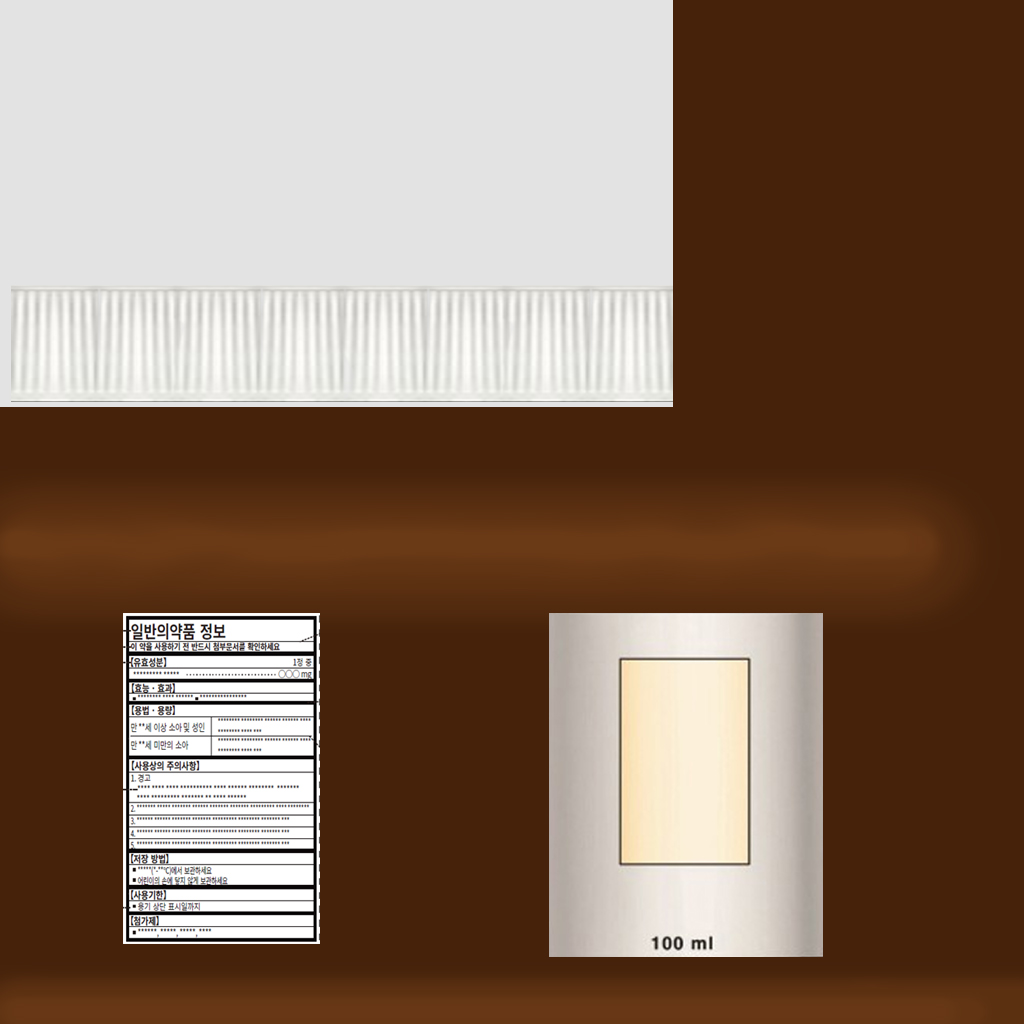 일반의약품 정보
이 약을 사용하기 전 반드시 첨부문서를 확인하세요
【유효성분】 1정 중
********* ***** ······························ ◯◯◯ mg
【효능 · 효과】
■ ******** **** ****** ■ ***************
【용법 · 용량】
만 **세 이상 소아 및 성인 ******** ******** ****** ****** ****
******** **** ***
만 **세 미만의 소아 ******** ******** ****** ****** ****
******** **** ***
【사용상의 주의사항】
1. 경고
**** **** **** ********** **** ****** ******** *******
**** ********* ******* ** **** ******
2. ******* ***** ******* ****** ******* ****** ******* ********* **** ********
3. ****** ****** ******* ****** ********* ******** ******* ***
4. ****** ****** ******* ****** ********* ******** ******* ***
5. ****** ****** ******* ****** ********* ******** ******* ***
【저장 방법】
■ *****(*-**℃)에서 보관하세요
■ 어린이의 손에 닿지 않게 보관하세요
【사용기한】
■ 용기 상단 표시일까지
【첨가제】
■ ******, *****, *****, ****
100 ml